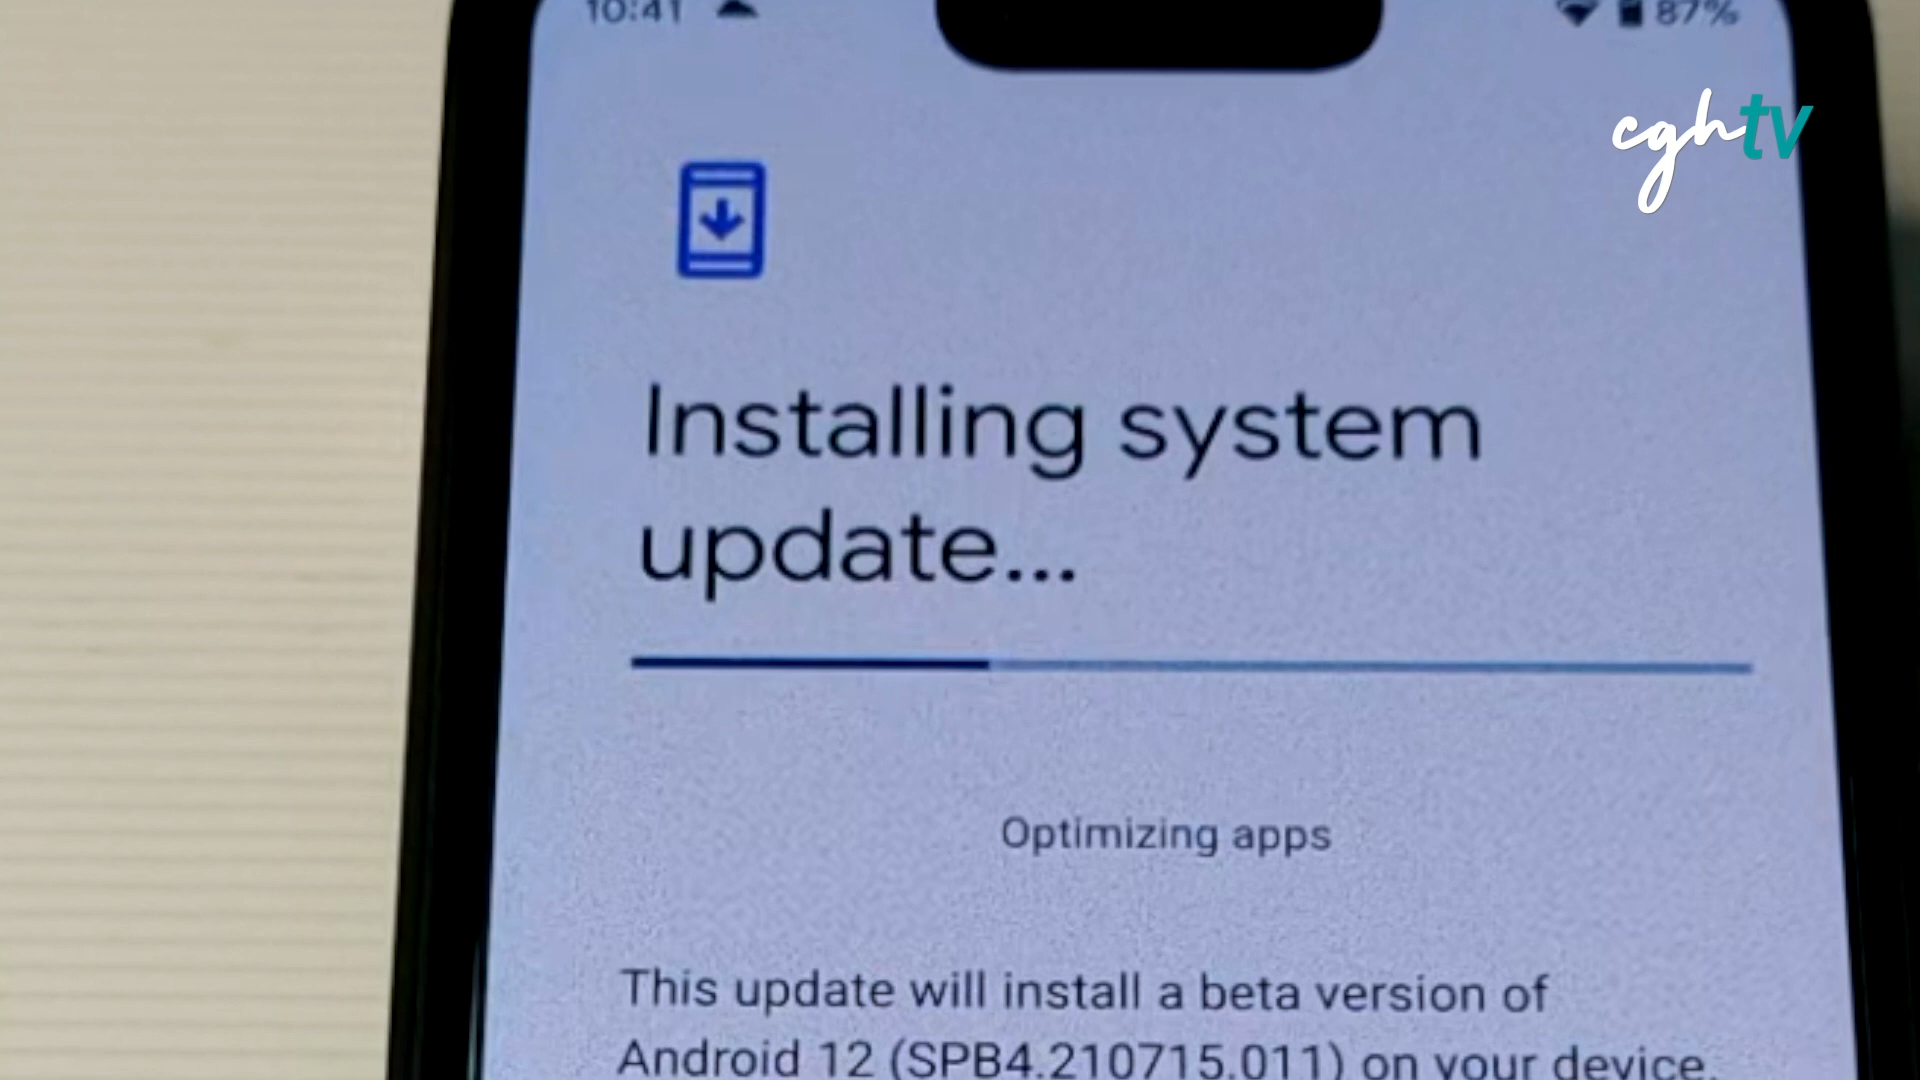 10:41 87%
cghtv
Installing system
update...
Optimizing apps
This update will install a beta version of
Android 12 (SPB4.210715.011) on your device.